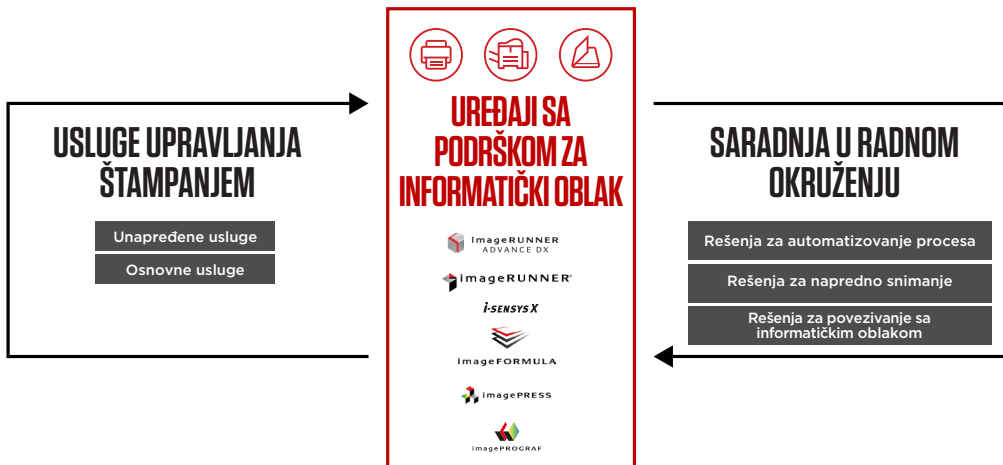 USLUGE UPRAVLJANJA
ŠTAMPANJEM
Unapređene usluge
Osnovne usluge
UREĐAJI SA
PODRŠKOM ZA
INFORMATIČKI OBLAK
imageRUNNER
ADVANCE DX
imageRUNNER®
i-SENSYS X
imageFORMULA
imagePRESS
imagePROGRAF
SARADNJA U RADNOM
OKRUŽENJU
Rešenja za automatizovanje procesa
Rešenja za napredno snimanje
Rešenja za povezivanje sa
informatičkim oblakom